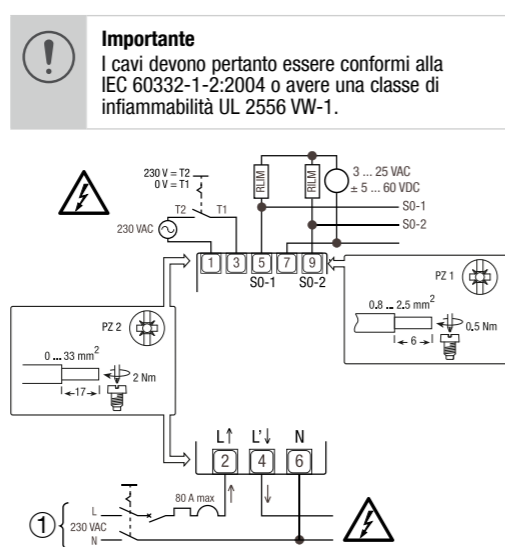 Importante
I cavi devono pertanto essere conformi alla
IEC 60332-1-2:2004 o avere una classe di
infiammabilità UL 2556 VW-1.
230 V = T2
0 V = T1
T2 T1
230 VAC
RLIM RILM
3 ... 25 VAC
± 5 ... 60 VDC
S0-1
S0-2
1 3 5 7 9
S0-1 S0-2
PZ 1
0.8 ... 2.5 mm²
6
0.5 Nm
PZ 2
0 ... 33 mm²
17
2 Nm
L↑ L'↓ N
2 4 6
80 A max
1
L
230 VAC
N